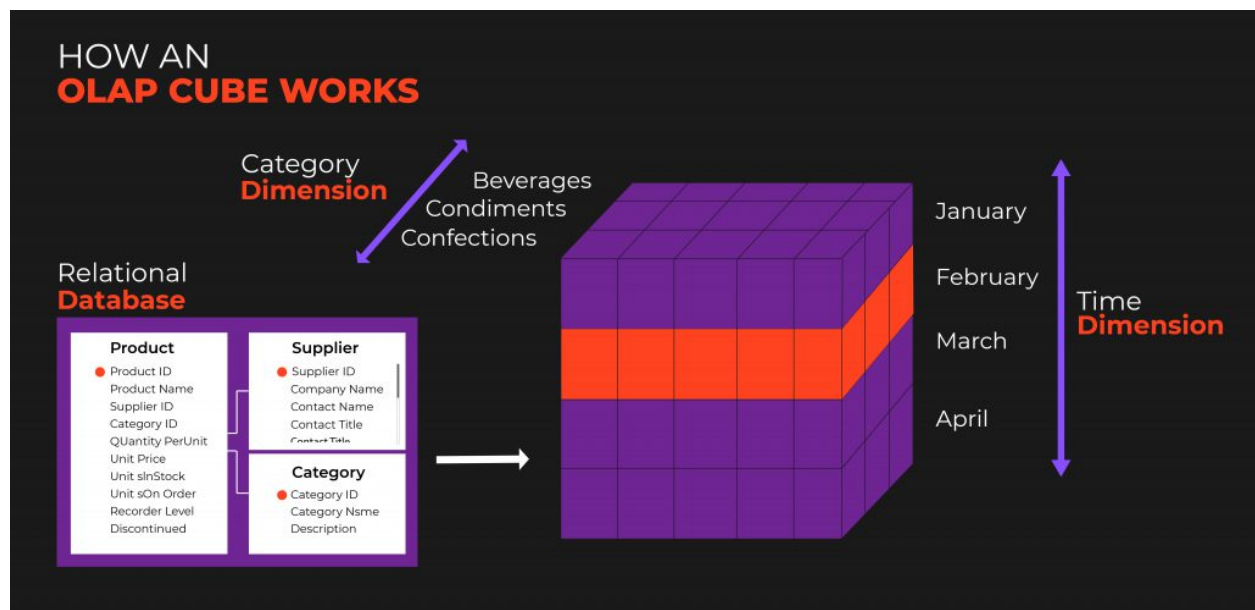 HOW AN
OLAP CUBE WORKS
Category
Dimension
Beverages
Condiments
Confections
Relational
Database
Product
Product ID
Product Name
Supplier ID
Category ID
QUantity PerUnit
Unit Price
Unit sInStock
Unit sOn Order
Recorder Level
Discontinued
Supplier
Supplier ID
Company Name
Contact Name
Contact Title
Contact Title
Category
Category ID
Category Nsme
Description
January
February
March
April
Time
Dimension